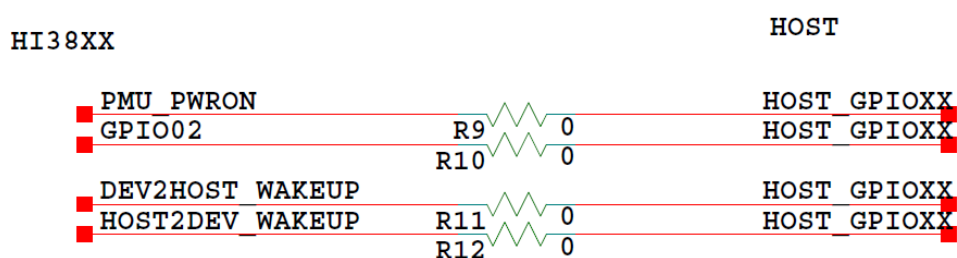 HI38XX HOST
PMU_PWRON HOST_GPIOXX
GPIO02 R9 0 HOST_GPIOXX
R10 0
DEV2HOST_WAKEUP HOST_GPIOXX
HOST2DEV_WAKEUP R11 0 HOST_GPIOXX
R12 0